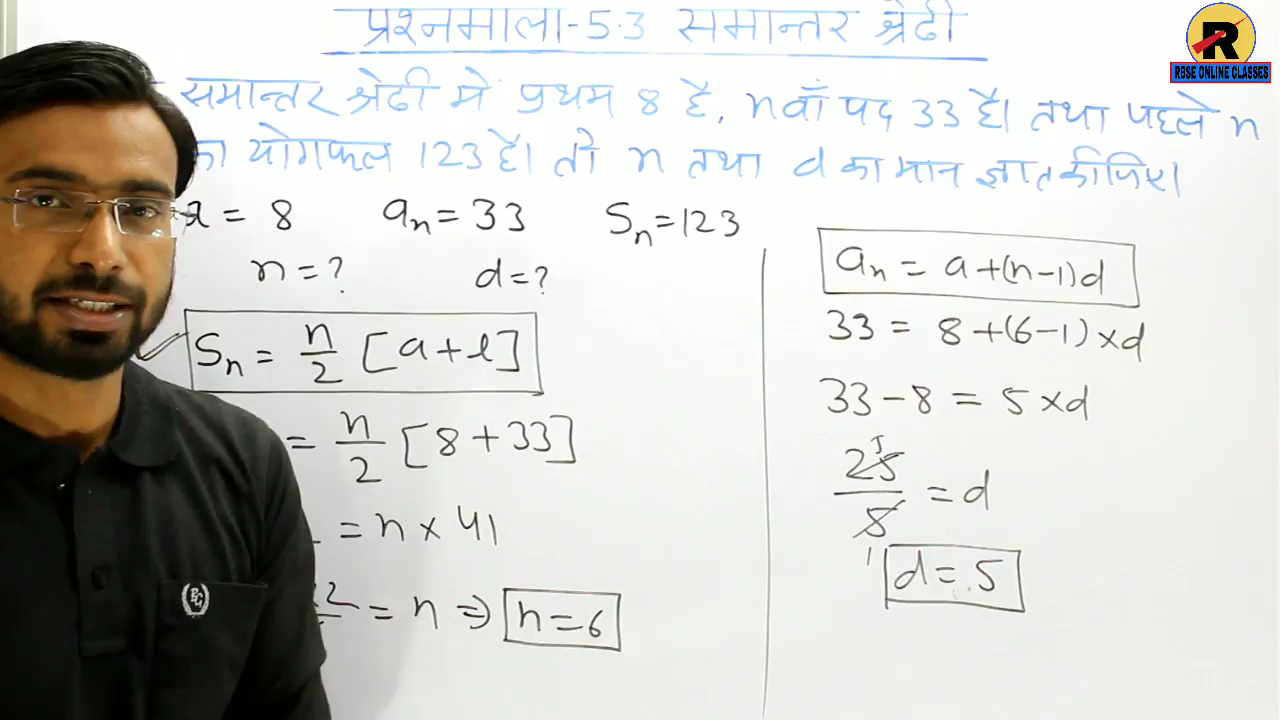 प्रश्नमाला-5.3 समान्तर श्रेढी
R
RBSE ONLINE CLASSES
समान्तर श्रेढी मे प्रथम 8 है, nवाँ पद 33 है। तथा पहले n
का योगफल 123 है। तो n तथा d का मान ज्ञात कीजिए।
a = 8 aₙ = 33 Sₙ = 123
n = ? d = ?
Sₙ = n/2 [a + l]
= n/2 [8 + 33]
= n × 41
= n ⇒ n = 6
aₙ = a + (n-1)d
33 = 8 + (6-1) × d
33 - 8 = 5 × d
25/5 = d
d = 5